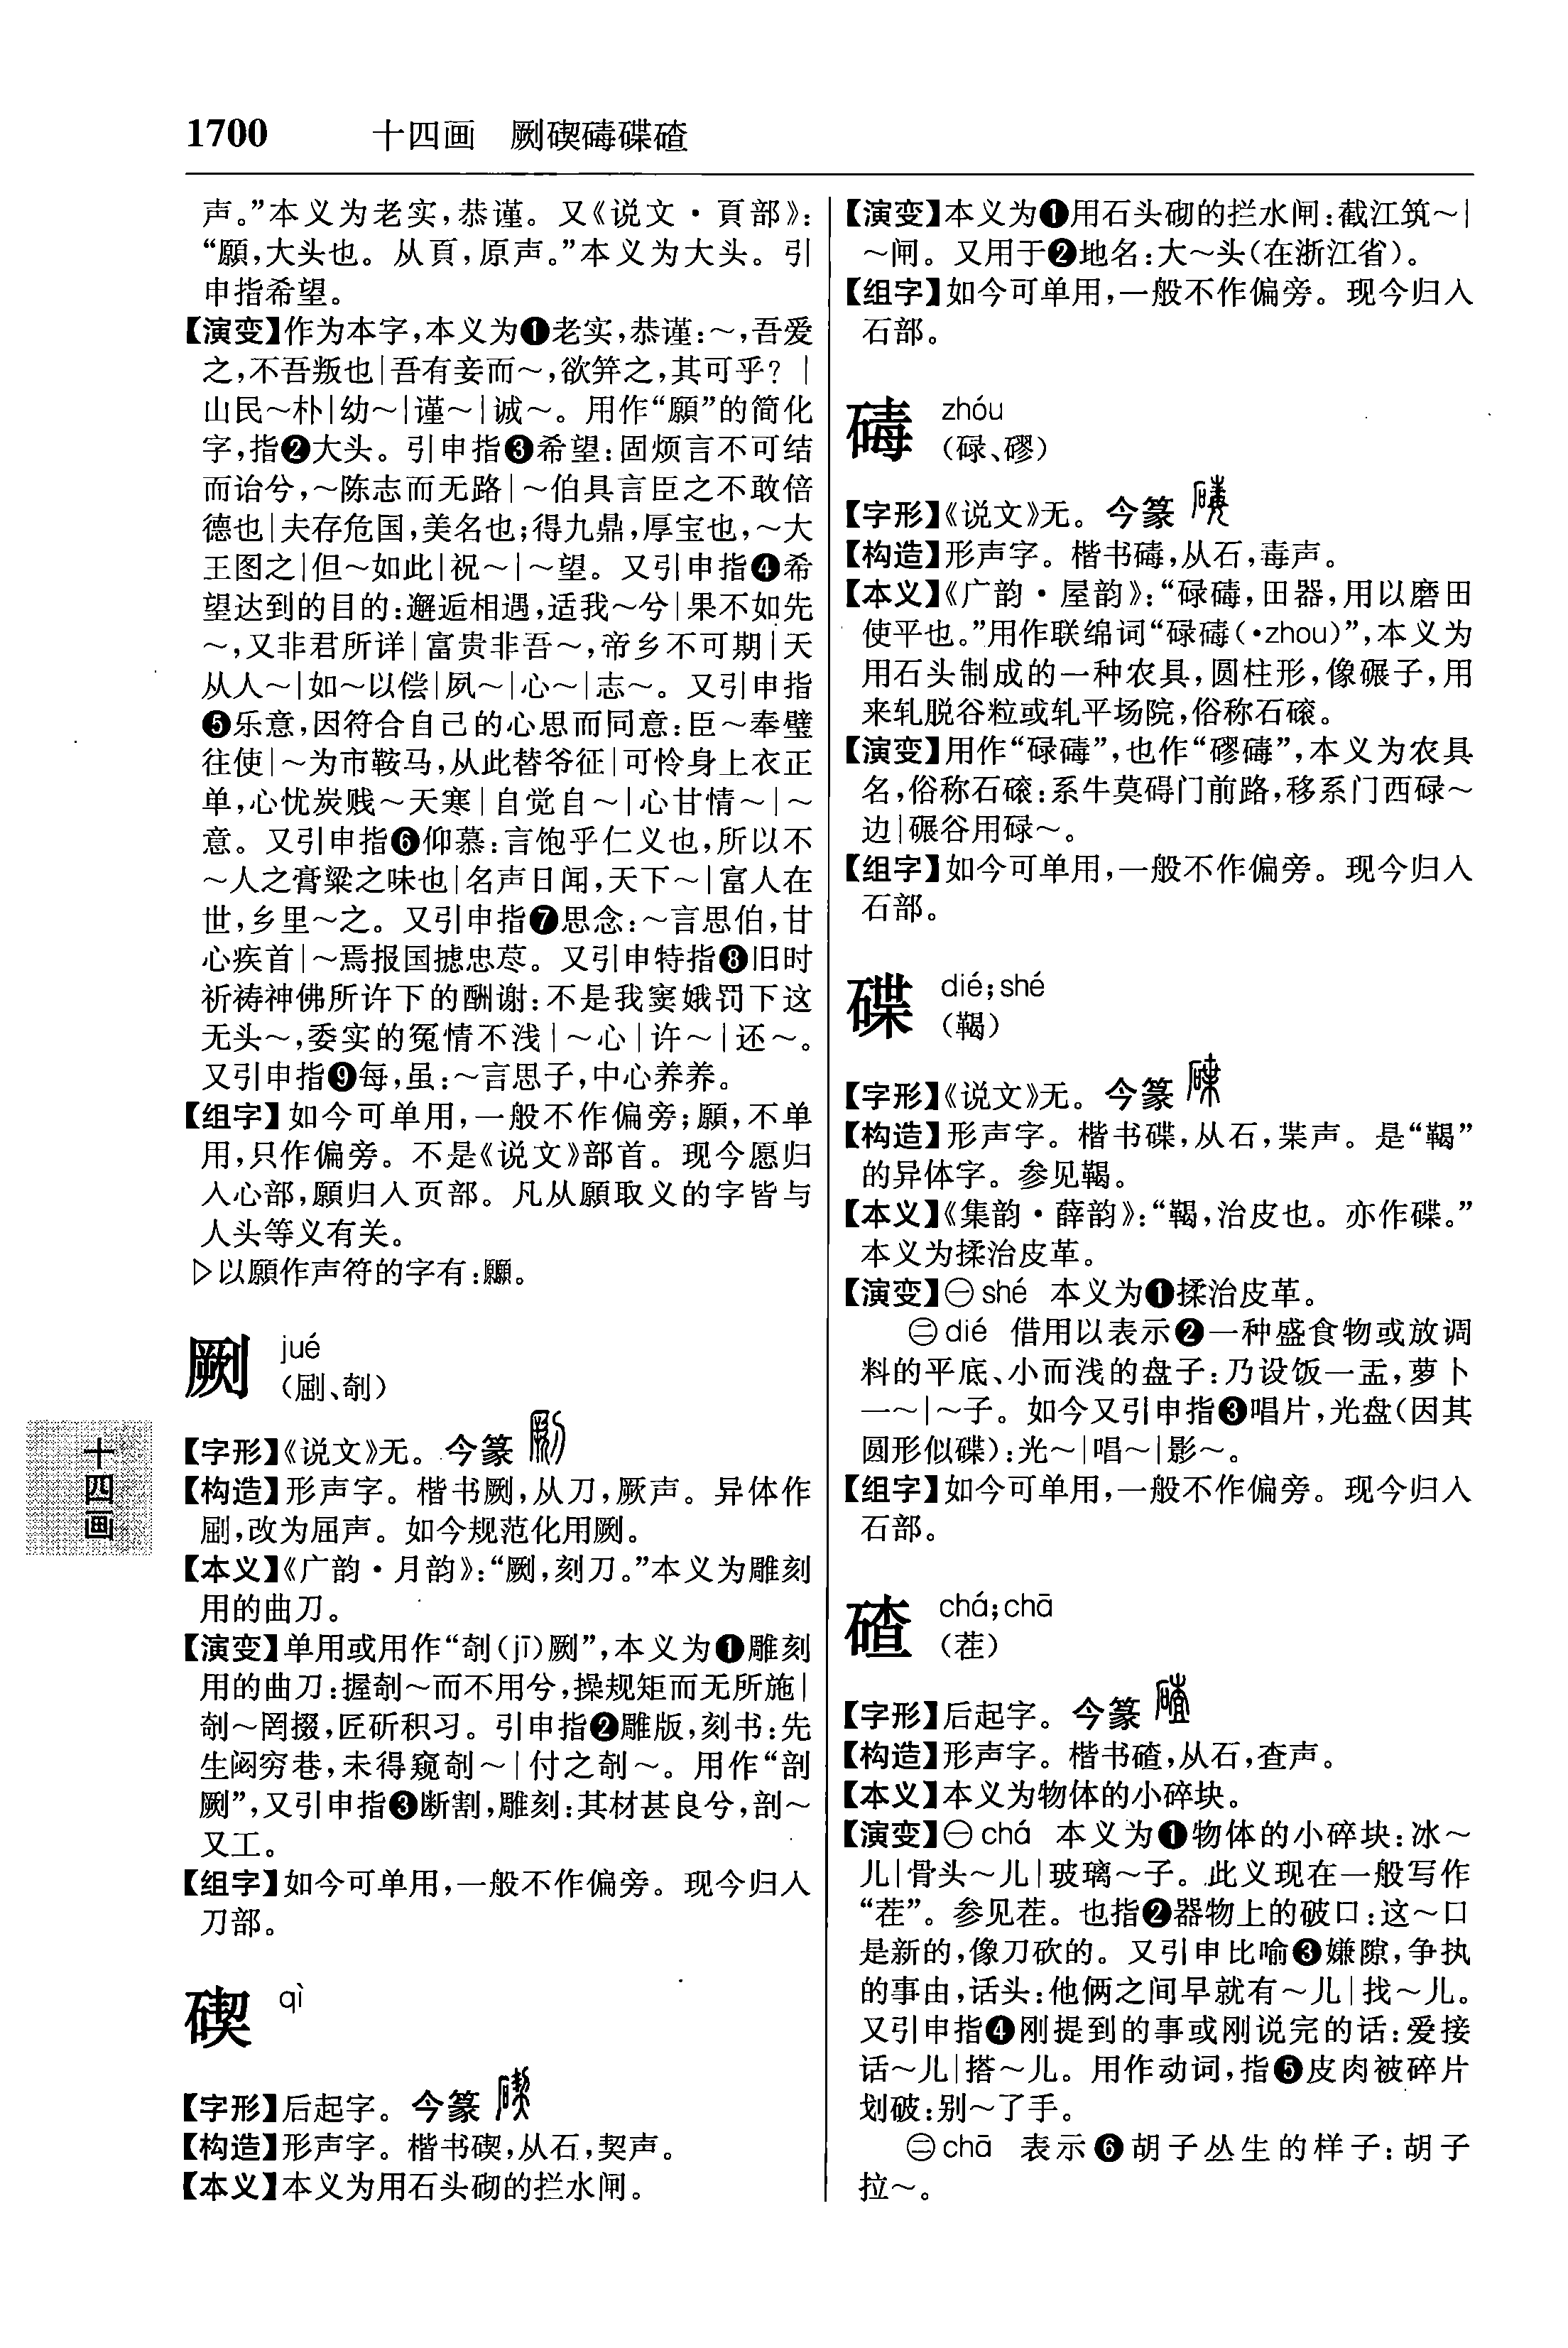 1700 十四画 劂碶碡碟碴
声。”本义为老实,恭谨。又《说文·頁部》:
“願,大头也。从頁,原声。”本义为大头。引
申指希望。
【演变】作为本字,本义为❶老实,恭谨:～,吾爱
之,不吾叛也|吾有妾而～,欲笄之,其可乎?|
山民～朴|幼～|谨～|诚～。用作“願”的简化
字,指❷大头。引申指❸希望:固烦言不可结
而诒兮,～陈志而无路|～伯具言臣之不敢倍
德也|夫存危国,美名也;得九鼎,厚宝也,～大
王图之|但～如此|祝～|～望。又引申指❹希
望达到的目的:邂逅相遇,适我～兮|果不如先
～,又非君所详|富贵非吾～,帝乡不可期|天
从人～|如～以偿|夙～|心～|志～。又引申指
❺乐意,因符合自己的心思而同意:臣～奉璧
往使|～为市鞍马,从此替爷征|可怜身上衣正
单,心忧炭贱～天寒|自觉自～|心甘情～|～
意。又引申指❻仰慕:言饱乎仁义也,所以不
～人之膏粱之味也|名声日闻,天下～|富人在
世,乡里～之。又引申指❼思念:～言思伯,甘
心疾首|～焉报国摅忠荩。又引申特指❽旧时
祈祷神佛所许下的酬谢:不是我窦娥罚下这
无头～,委实的冤情不浅|～心|许～|还～。
又引申指❾每,虽:～言思子,中心养养。
【组字】如今可单用,一般不作偏旁;願,不单
用,只作偏旁。不是《说文》部首。现今愿归
入心部,願归入页部。凡从願取义的字皆与
人头等义有关。
▷以願作声符的字有:。
劂 jué
(㔘、剞)
【字形】《说文》无。今篆
【构造】形声字。楷书劂,从刀,厥声。异体作
㔘,改为屈声。如今规范化用劂。
【本义】《广韵·月韵》:“劂,刻刀。”本义为雕刻
用的曲刀。
【演变】单用或用作“剞(jī)劂”,本义为❶雕刻
用的曲刀:握剞～而不用兮,操规矩而无所施|
剞～罔掇,匠斫积习。引申指❷雕版,刻书:先
生闷穷巷,未得窥剞～|付之剞～。用作“剖
劂”,又引申指❸断割,雕刻:其材甚良兮,剖～
又工。
【组字】如今可单用,一般不作偏旁。现今归入
刀部。
碶 qì
【字形】后起字。今篆
【构造】形声字。楷书碶,从石,契声。
【本义】本义为用石头砌的拦水闸。
【演变】本义为❶用石头砌的拦水闸:截江筑～|
～闸。又用于❷地名:大～头(在浙江省)。
【组字】如今可单用,一般不作偏旁。现今归入
石部。
碡 zhóu
(碌、磟)
【字形】《说文》无。今篆
【构造】形声字。楷书碡,从石,毒声。
【本义】《广韵·屋韵》:“碌碡,田器,用以磨田
使平也。”用作联绵词“碌碡(·zhou)”,本义为
用石头制成的一种农具,圆柱形,像碾子,用
来轧脱谷粒或轧平场院,俗称石磙。
【演变】用作“碌碡”,也作“磟碡”,本义为农具
名,俗称石磙:系牛莫碍门前路,移系门西碌～
边|碾谷用碌～。
【组字】如今可单用,一般不作偏旁。现今归入
石部。
碟 dié;shé
(鞨)
【字形】《说文》无。今篆
【构造】形声字。楷书碟,从石,枼声。是“鞨”
的异体字。参见鞨。
【本义】《集韵·薛韵》:“鞨,治皮也。亦作碟。”
本义为揉治皮革。
【演变】㊀shé 本义为❶揉治皮革。
㊁dié 借用以表示❷一种盛食物或放调
料的平底、小而浅的盘子:乃设饭一盂,萝卜
一～|～子。如今又引申指❸唱片,光盘(因其
圆形似碟):光～|唱～|影～。
【组字】如今可单用,一般不作偏旁。现今归入
石部。
碴 chá;chā
(茬)
【字形】后起字。今篆
【构造】形声字。楷书碴,从石,查声。
【本义】本义为物体的小碎块。
【演变】㊀chá 本义为❶物体的小碎块:冰～
儿|骨头～儿|玻璃～子。此义现在一般写作
“茬”。参见茬。也指❷器物上的破口:这～口
是新的,像刀砍的。又引申比喻❸嫌隙,争执
的事由,话头:他俩之间早就有～儿|找～儿。
又引申指❹刚提到的事或刚说完的话:爱接
话～儿|搭～儿。用作动词,指❺皮肉被碎片
划破:别～了手。
㊁chā 表示❻胡子丛生的样子:胡子
拉～。
十四画